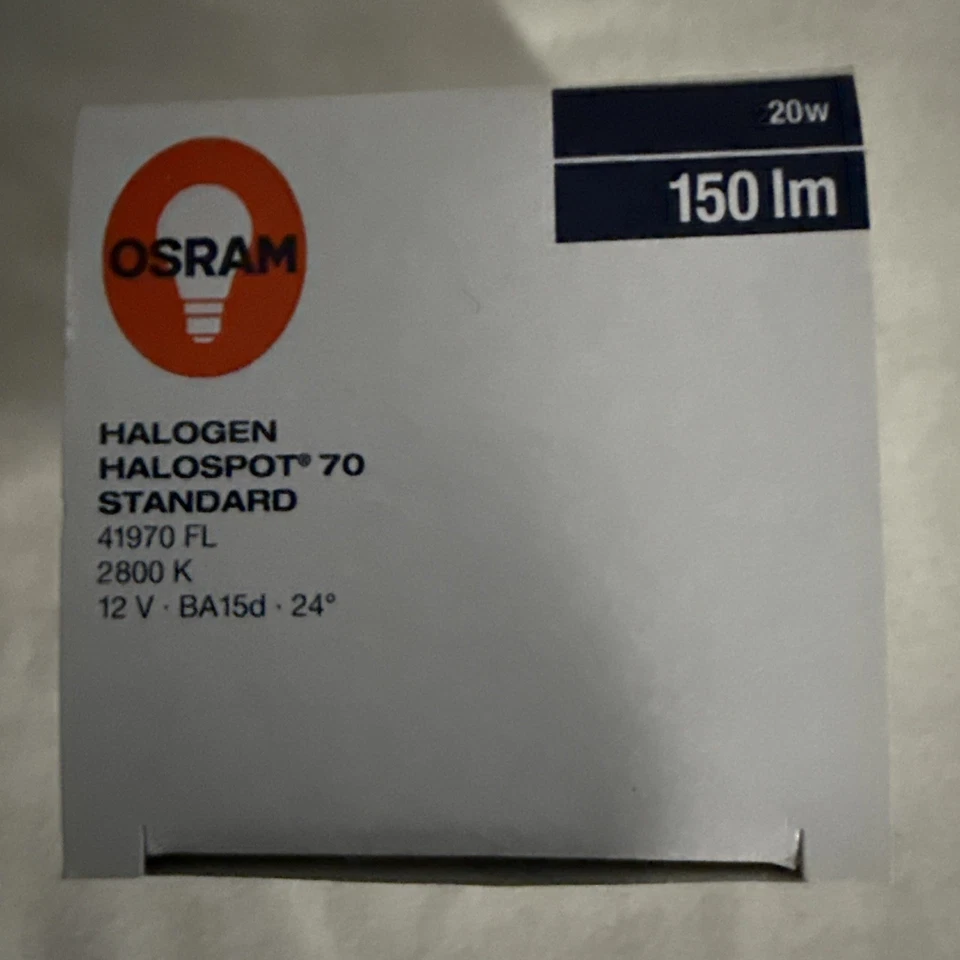 20W
150 lm
OSRAM
HALOGEN
HALOSPOT® 70
STANDARD
41970 FL
2800 K
12 V · BA15d · 24°